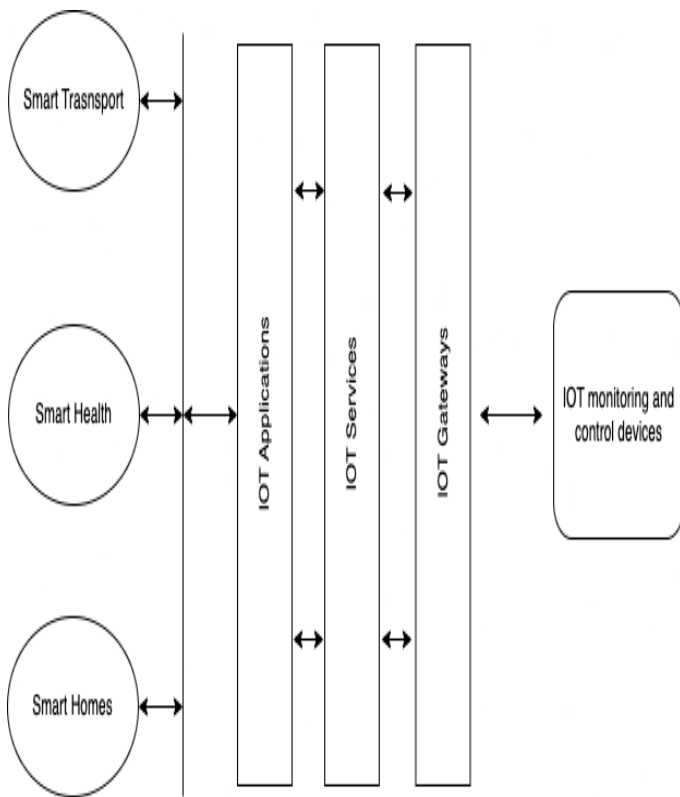 Smart Trasnsport
Smart Health
Smart Homes
IOT Applications
IOT Services
IOT Gateways
IOT monitoring and
control devices